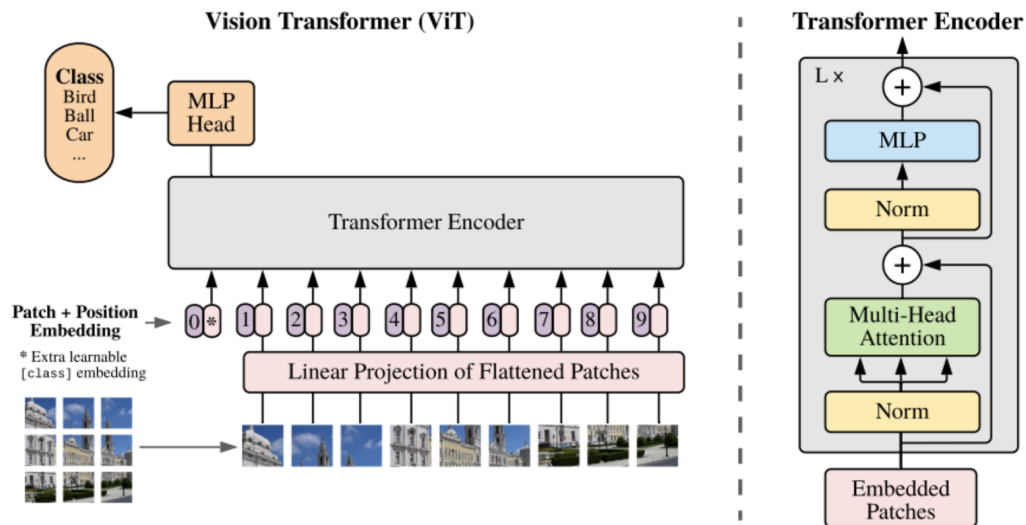 Vision Transformer (ViT)
Class
Bird
Ball
Car
...
MLP
Head
Transformer Encoder
Patch + Position
Embedding
* Extra learnable
[class] embedding
0 * 1 2 3 4 5 6 7 8 9
Linear Projection of Flattened Patches
Transformer Encoder
L ×
+
MLP
Norm
+
Multi-Head
Attention
Norm
Embedded
Patches